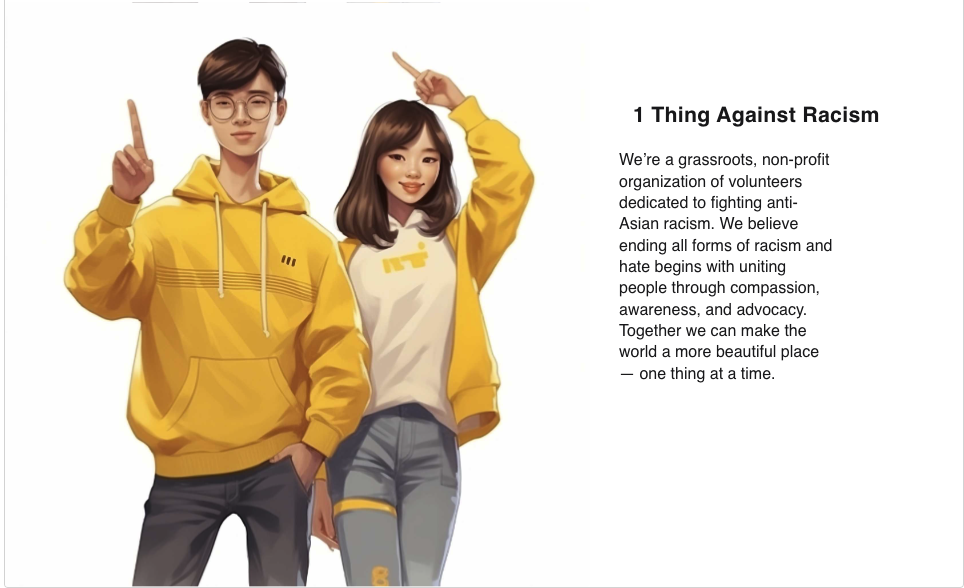 1 Thing Against Racism
We’re a grassroots, non-profit
organization of volunteers
dedicated to fighting anti-
Asian racism. We believe
ending all forms of racism and
hate begins with uniting
people through compassion,
awareness, and advocacy.
Together we can make the
world a more beautiful place
— one thing at a time.